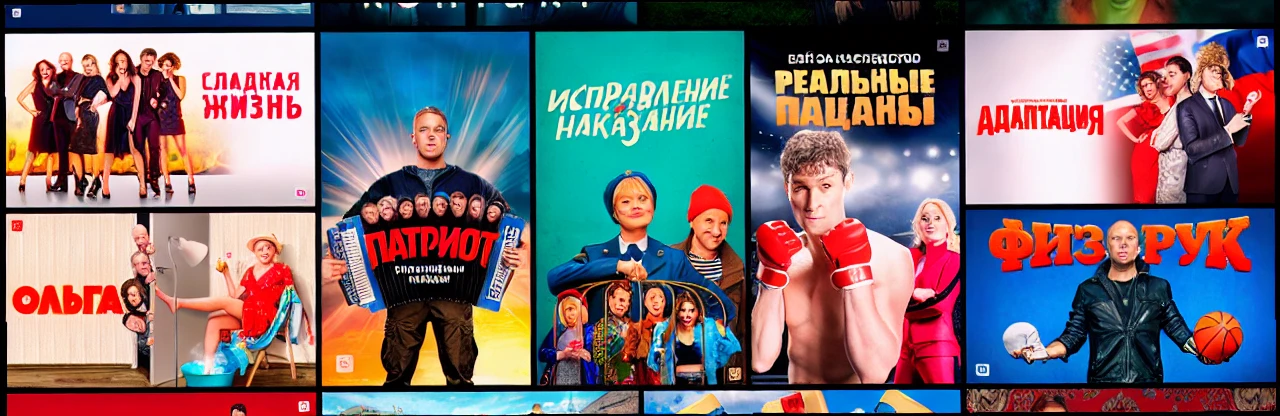 СЛАДКАЯ
ЖИЗНЬ
ОЛЬГА
ПАТРИОТ
ИСПРАВЛЕНИЕ
И
НАКАЗАНИЕ
РЕАЛЬНЫЕ
ПАЦАНЫ
АДАПТАЦИЯ
ФИЗРУК